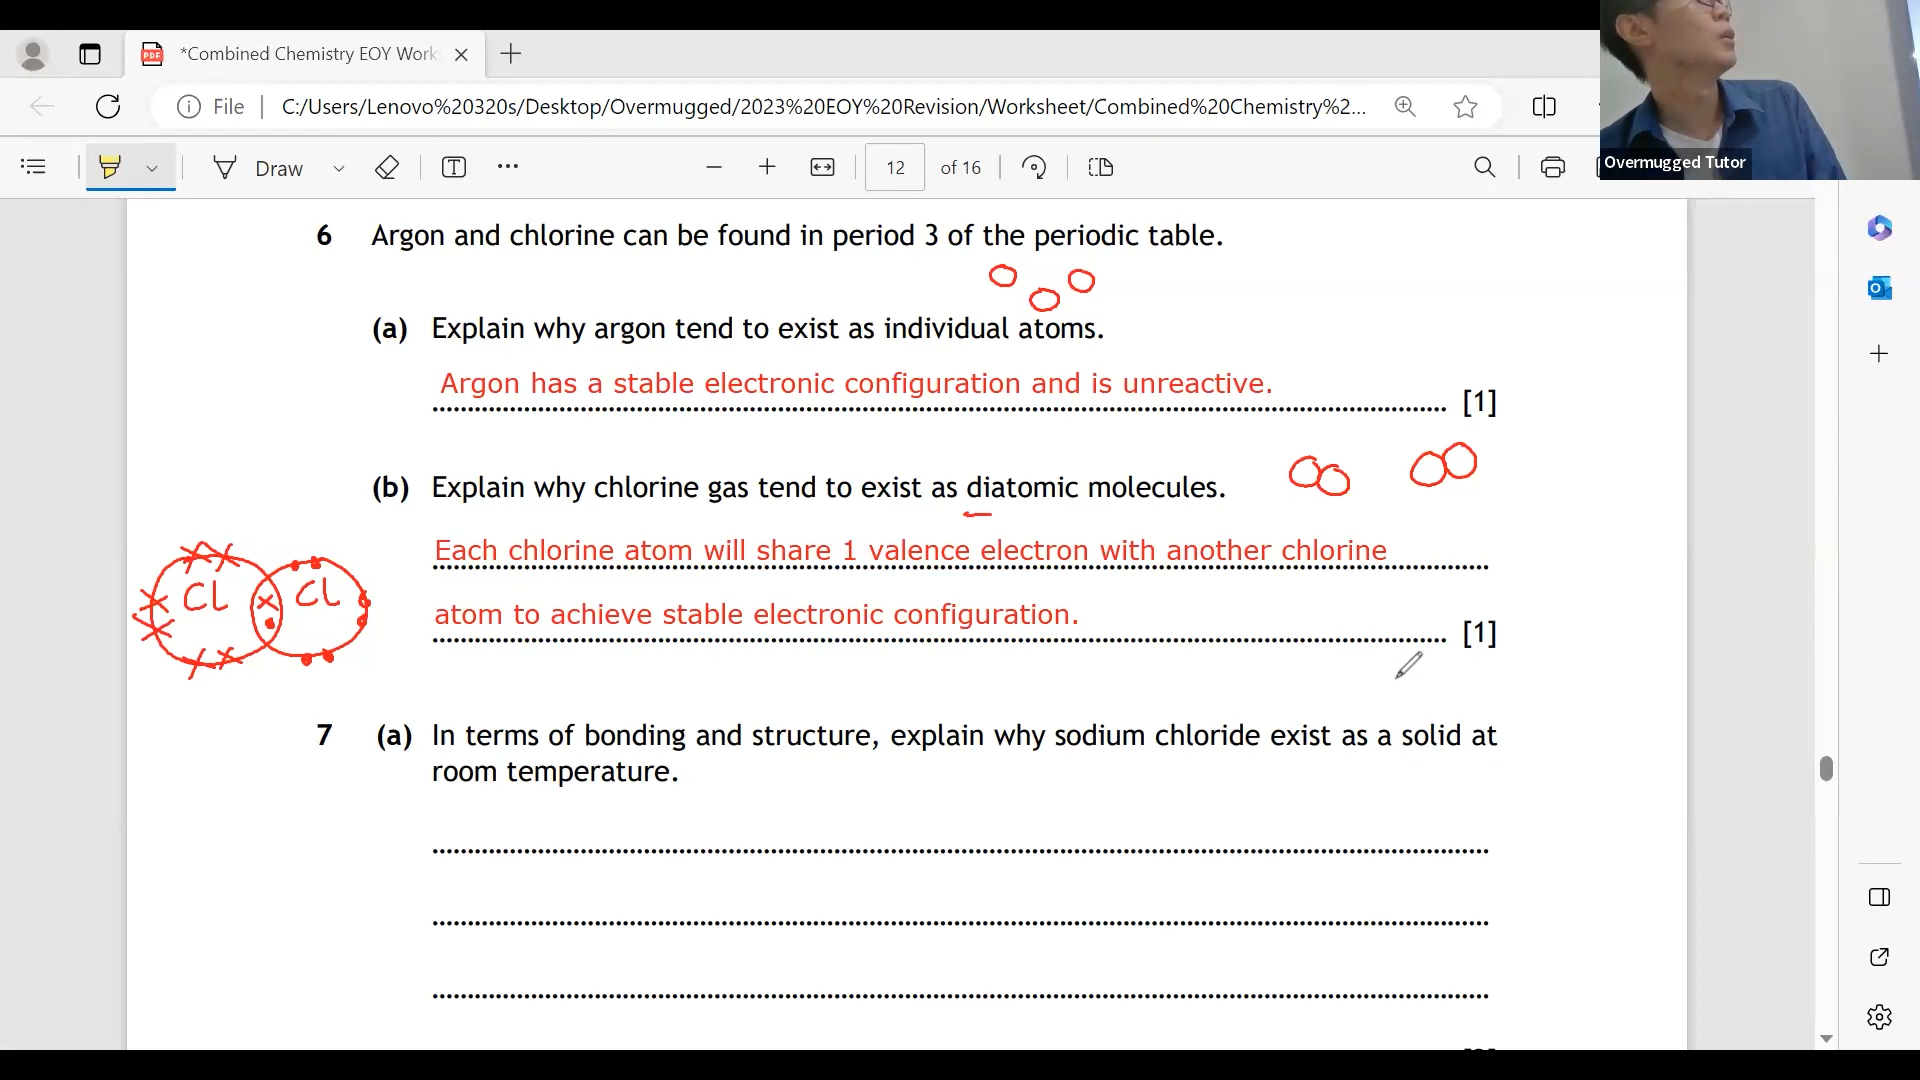 *Combined Chemistry EOY Work
File
C:/Users/Lenovo%20320s/Desktop/Overmugged/2023%20EOY%20Revision/Worksheet/Combined%20Chemistry%2...
Draw
12 of 16
Overmugged Tutor
6 Argon and chlorine can be found in period 3 of the periodic table.
(a) Explain why argon tend to exist as individual atoms.
Argon has a stable electronic configuration and is unreactive.
[1]
(b) Explain why chlorine gas tend to exist as diatomic molecules.
Each chlorine atom will share 1 valence electron with another chlorine
Cl Cl
atom to achieve stable electronic configuration.
[1]
7 (a) In terms of bonding and structure, explain why sodium chloride exist as a solid at
room temperature.